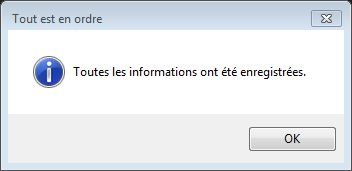 Tout est en ordre
Toutes les informations ont été enregistrées.
OK